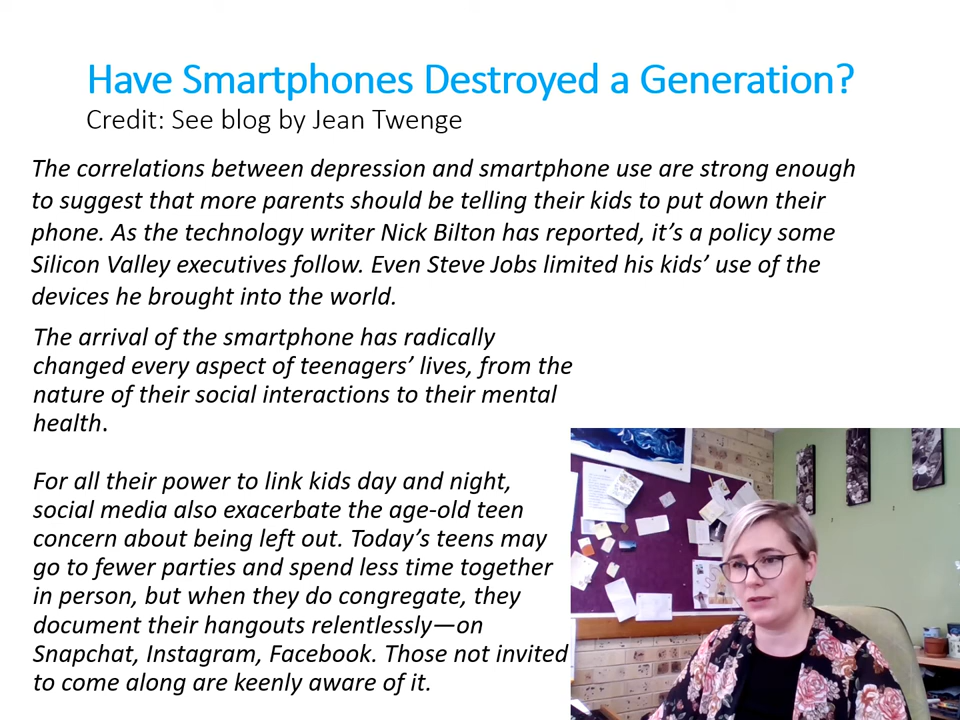 Have Smartphones Destroyed a Generation?
Credit: See blog by Jean Twenge
The correlations between depression and smartphone use are strong enough
to suggest that more parents should be telling their kids to put down their
phone. As the technology writer Nick Bilton has reported, it’s a policy some
Silicon Valley executives follow. Even Steve Jobs limited his kids’ use of the
devices he brought into the world.
The arrival of the smartphone has radically
changed every aspect of teenagers’ lives, from the
nature of their social interactions to their mental
health.
For all their power to link kids day and night,
social media also exacerbate the age-old teen
concern about being left out. Today’s teens may
go to fewer parties and spend less time together
in person, but when they do congregate, they
document their hangouts relentlessly—on
Snapchat, Instagram, Facebook. Those not invited
to come along are keenly aware of it.